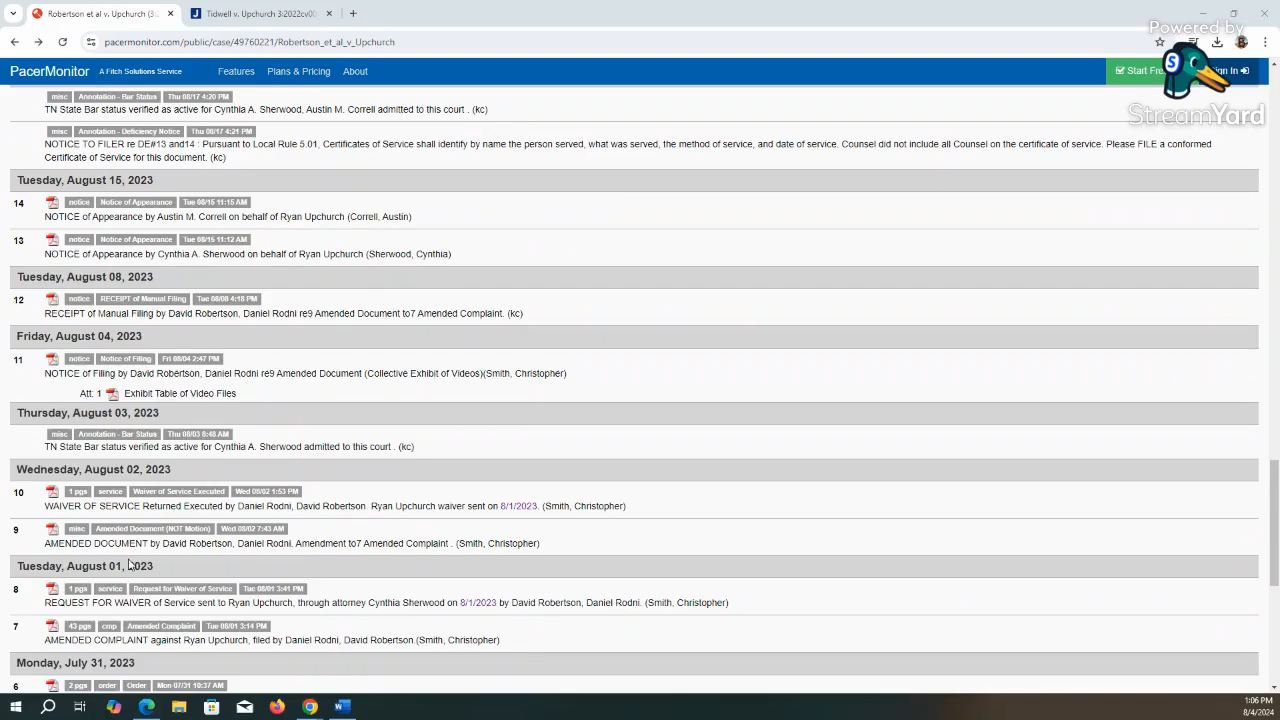 Robertson et al v. Upchurch (3:2
Tidwell v. Upchurch 3:2022cv00
pacermonitor.com/public/case/49760221/Robertson_et_al_v_Upchurch
Powered by
PacerMonitor A Fitch Solutions Service Features Plans & Pricing About Start Fre gn In
StreamYard
misc Annotation - Bar Status Thu 08/17 4:20 PM
TN State Bar status verified as active for Cynthia A. Sherwood, Austin M. Correll admitted to this court . (kc)
misc Annotation - Deficiency Notice Thu 08/17 4:21 PM
NOTICE TO FILER re DE#13 and14 : Pursuant to Local Rule 5.01, Certificates of Service shall identify by name the person served, what was served, the method of service, and date of service. Counsel did not include all Counsel on the certificate of service. Please FILE a conformed
Certificate of Service for this document. (kc)
Tuesday, August 15, 2023
14 notice Notice of Appearance Tue 08/15 11:15 AM
NOTICE of Appearance by Austin M. Correll on behalf of Ryan Upchurch (Correll, Austin)
13 notice Notice of Appearance Tue 08/15 11:12 AM
NOTICE of Appearance by Cynthia A. Sherwood on behalf of Ryan Upchurch (Sherwood, Cynthia)
Tuesday, August 08, 2023
12 notice RECEIPT of Manual Filing Tue 08/08 4:18 PM
RECEIPT of Manual Filing by David Robertson, Daniel Rodni re9 Amended Document to7 Amended Complaint. (kc)
Friday, August 04, 2023
11 notice Notice of Filing Fri 08/04 2:47 PM
NOTICE of Filing by David Robertson, Daniel Rodni re9 Amended Document (Collective Exhibit of Videos)(Smith, Christopher)
Att: 1 Exhibit Table of Video Files
Thursday, August 03, 2023
misc Annotation - Bar Status Thu 08/03 8:48 AM
TN State Bar status verified as active for Cynthia A. Sherwood admitted to this court . (kc)
Wednesday, August 02, 2023
10 1 pgs service Waiver of Service Executed Wed 08/02 1:53 PM
WAIVER OF SERVICE Returned Executed by Daniel Rodni, David Robertson. Ryan Upchurch waiver sent on 8/1/2023. (Smith, Christopher)
9 misc Amended Document (NOT Motion) Wed 08/02 7:43 AM
AMENDED DOCUMENT by David Robertson, Daniel Rodni. Amendment to7 Amended Complaint . (Smith, Christopher)
Tuesday, August 01, 2023
8 1 pgs service Request for Waiver of Service Tue 08/01 3:41 PM
REQUEST FOR WAIVER of Service sent to Ryan Upchurch, through attorney Cynthia Sherwood on 8/1/2023 by David Robertson, Daniel Rodni. (Smith, Christopher)
7 43 pgs cmp Amended Complaint Tue 08/01 3:14 PM
AMENDED COMPLAINT against Ryan Upchurch, filed by Daniel Rodni, David Robertson.(Smith, Christopher)
Monday, July 31, 2023
6 2 pgs order Order Mon 07/31 10:37 AM
1:06 PM
8/4/2024